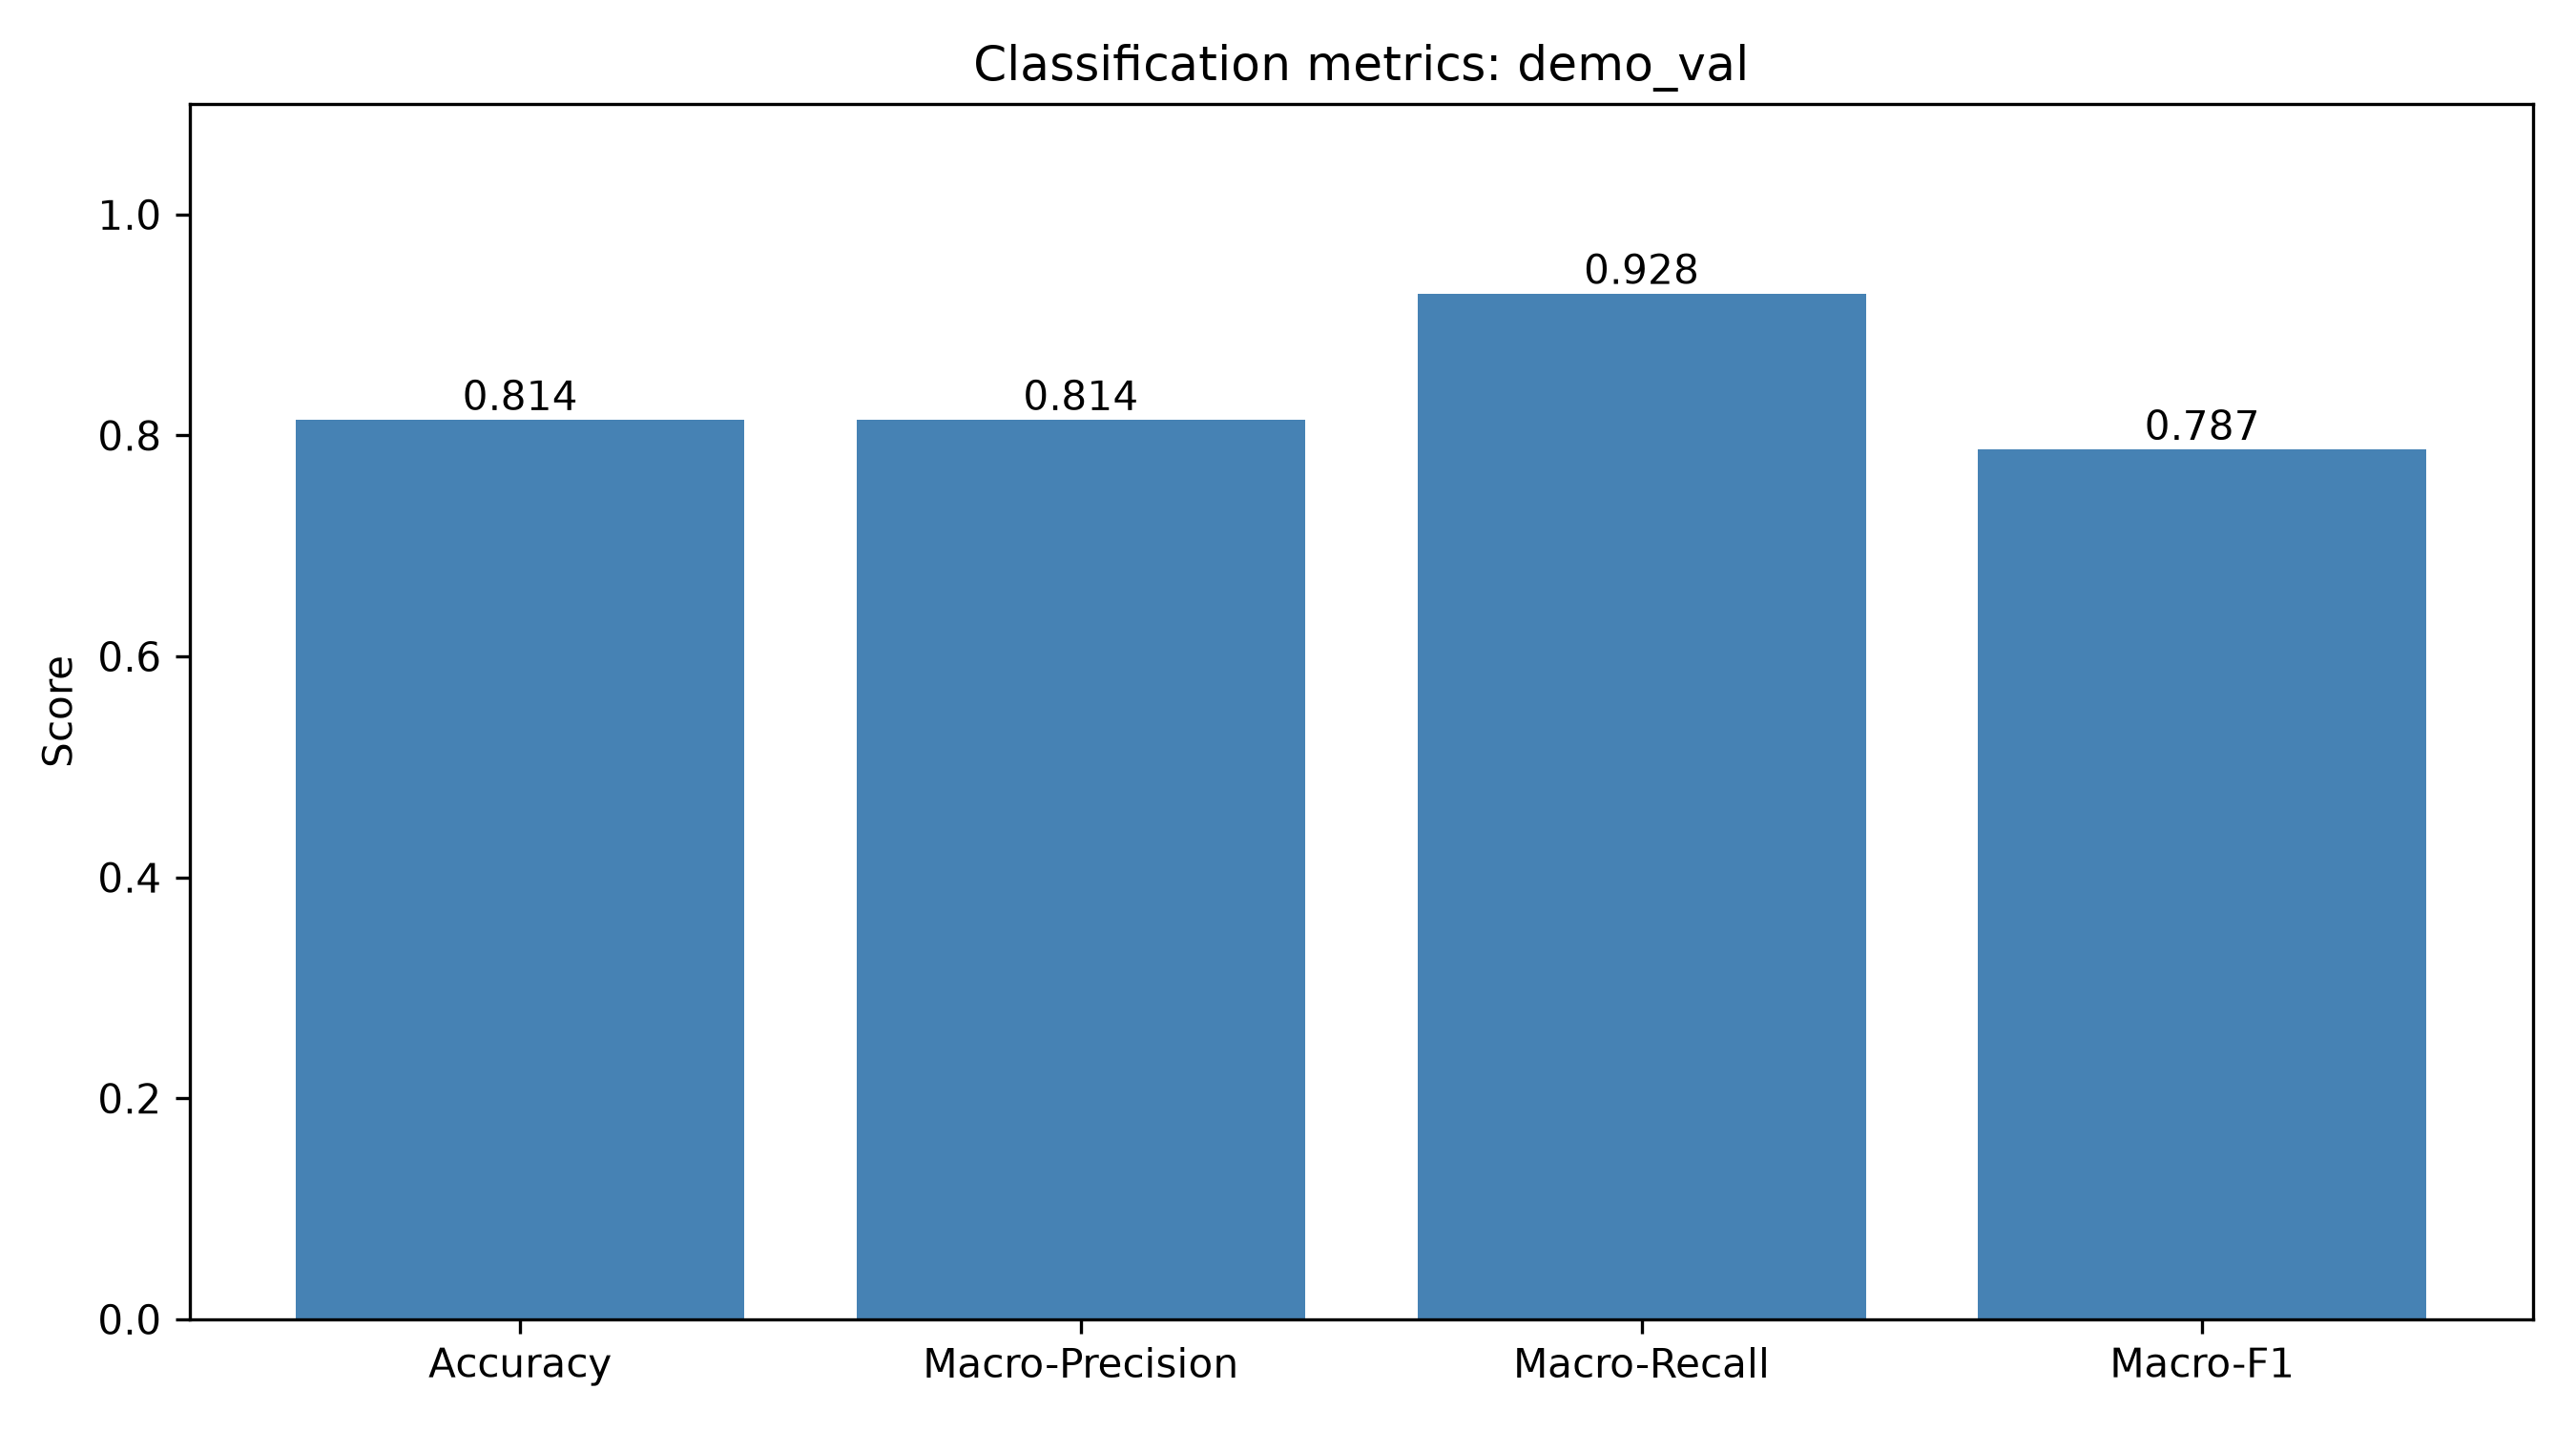 Classification metrics: demo_val
1.0
0.8
0.6
0.4
0.2
0.0
Score
0.814
0.814
0.928
0.787
Accuracy
Macro-Precision
Macro-Recall
Macro-F1